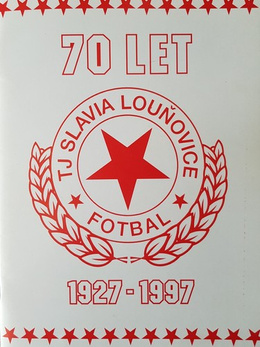 70 LET
TJ SLAVIA LOUŇOVICE
FOTBAL
1927-1997